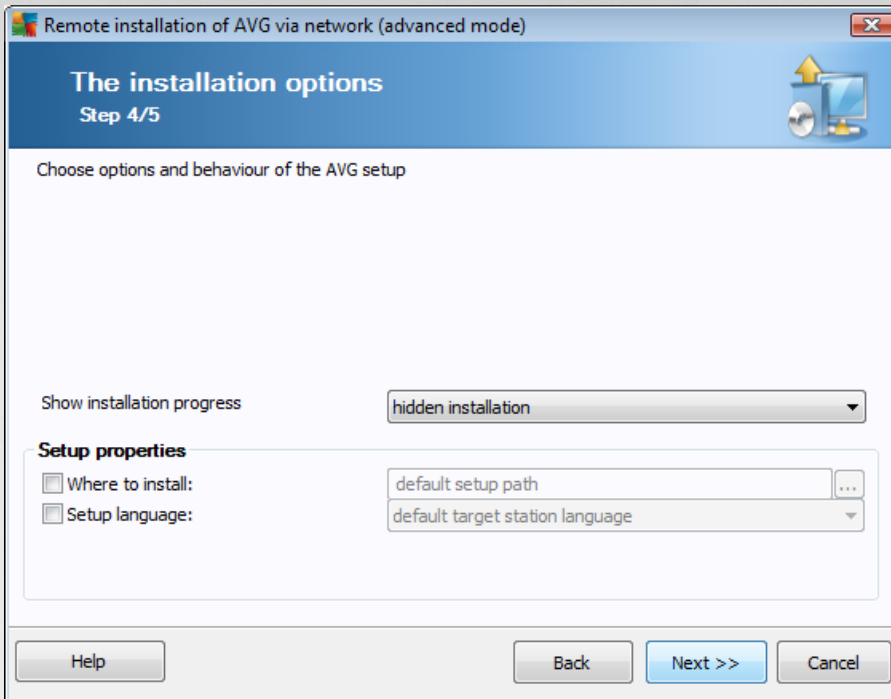 Remote installation of AVG via network (advanced mode)
The installation options
Step 4/5
Choose options and behaviour of the AVG setup
Show installation progress
hidden installation
Setup properties
Where to install:
default setup path
...
Setup language:
default target station language
Help
Back
Next >>
Cancel